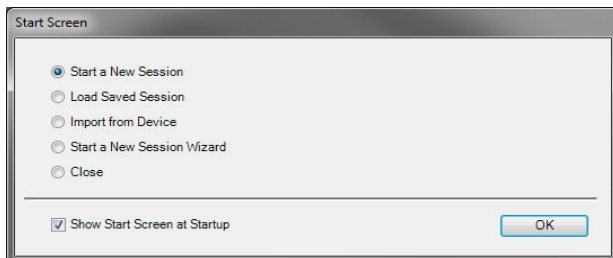 Start Screen
Start a New Session
Load Saved Session
Import from Device
Start a New Session Wizard
Close
Show Start Screen at Startup
OK